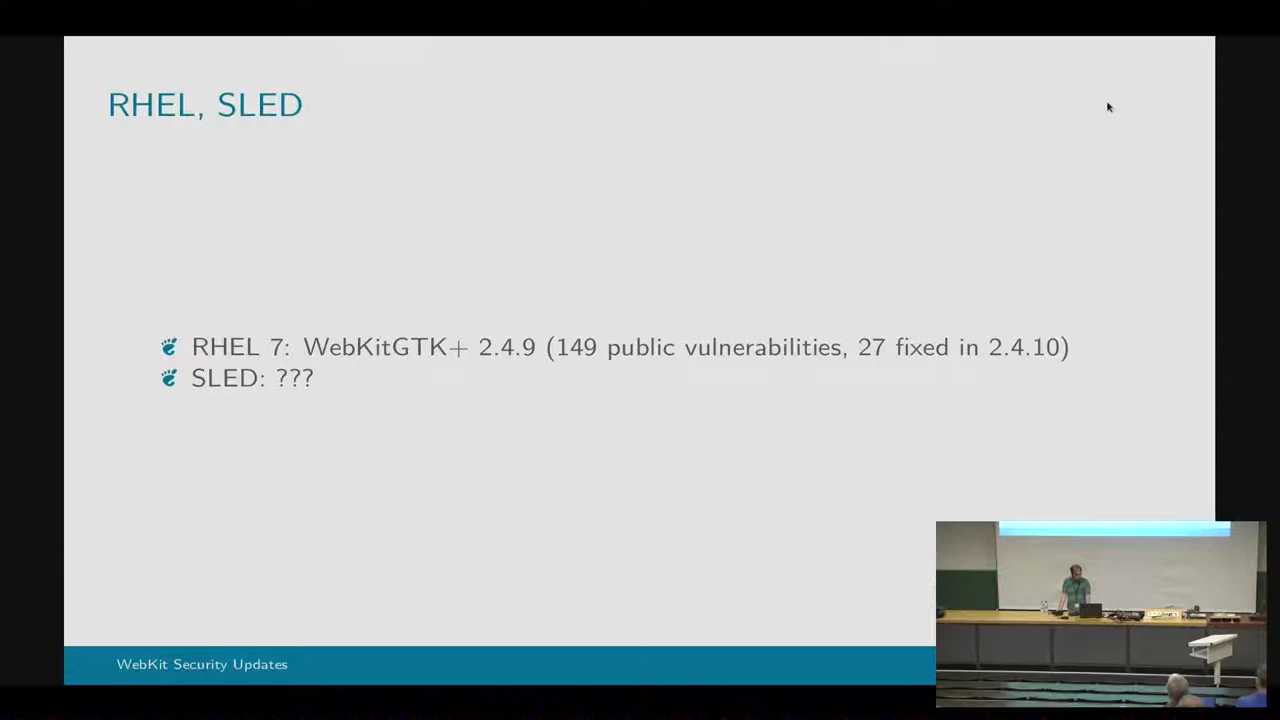 RHEL, SLED
RHEL 7: WebKitGTK+ 2.4.9 (149 public vulnerabilities, 27 fixed in 2.4.10)
SLED: ???
WebKit Security Updates